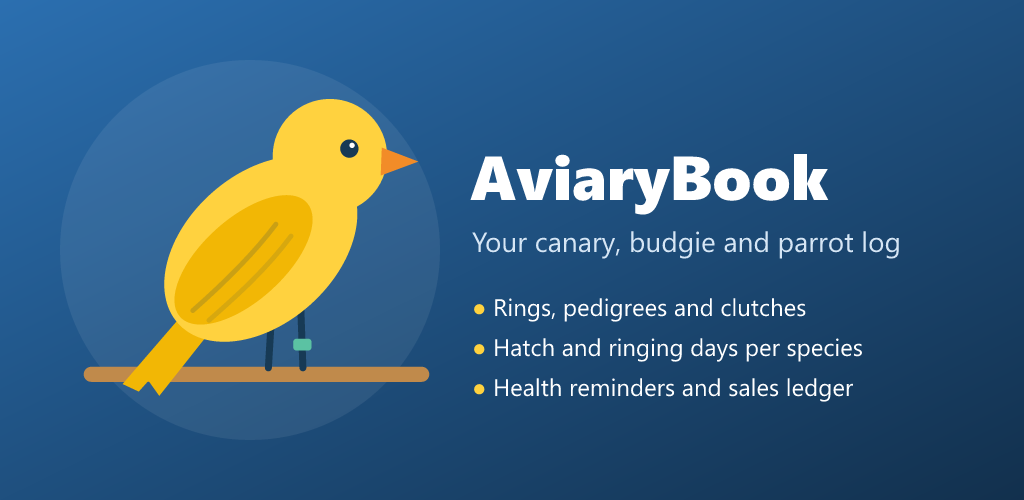 AviaryBook
Your canary, budgie and parrot log
Rings, pedigrees and clutches
Hatch and ringing days per species
Health reminders and sales ledger